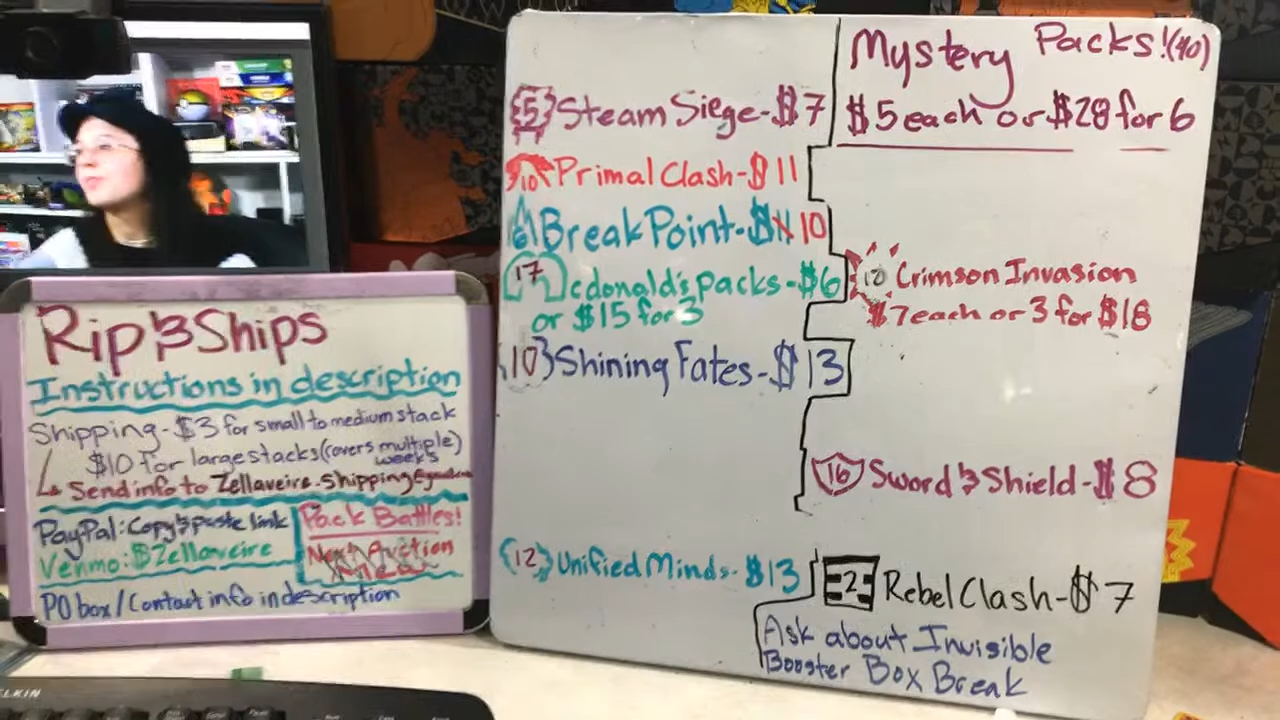 Rip & Ships
Instructions in description
Shipping - $3 for small to medium stack
$10 for large stacks (covers multiple weeks)
Send info to Zellaveire.Shipping@
PayPal: Copy & paste link
Venmo: $Zellaveire
Pack Battles!
Next Auction
PO box / Contact info in description
5 Steam Siege - $7
10 Primal Clash - $11
6 Break Point - $11 10
17 Mcdonald's packs - $6
or $15 for 3
10 Shining Fates - $13
12 Unified Minds - $13
Mystery Packs! (40)
$5 each or $28 for 6
10 Crimson Invasion
$7 each or 3 for $18
16 Sword & Shield - $8
2 Rebel Clash - $7
Ask about Invisible
Booster Box Break
ELKIN